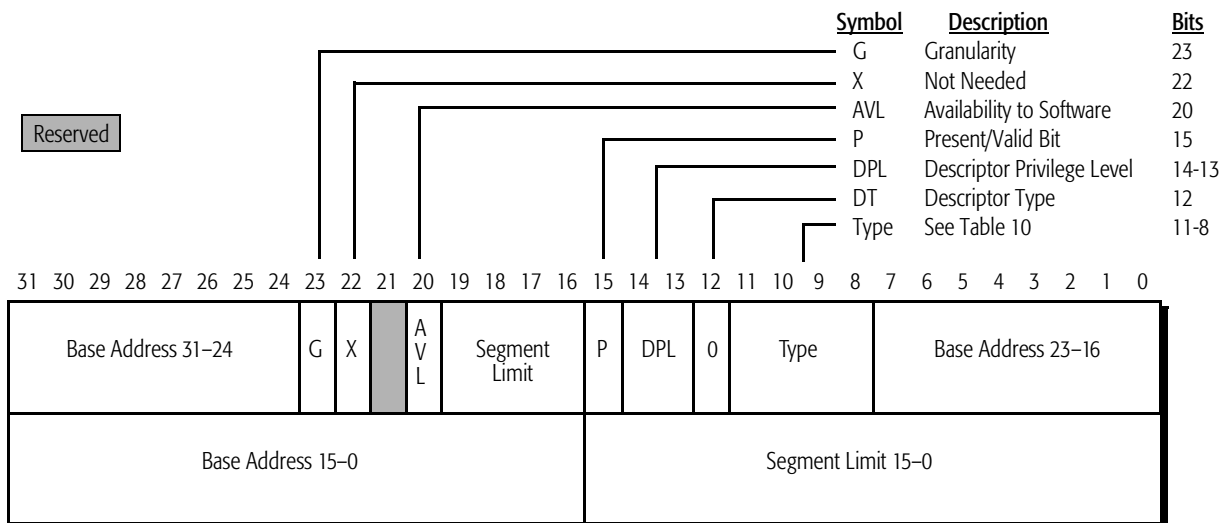 Symbol Description Bits
G Granularity 23
X Not Needed 22
AVL Availability to Software 20
Reserved
P Present/Valid Bit 15
DPL Descriptor Privilege Level 14-13
DT Descriptor Type 12
Type See Table 10 11-8
31 30 29 28 27 26 25 24 23 22 21 20 19 18 17 16 15 14 13 12 11 10 9 8 7 6 5 4 3 2 1 0
Base Address 31–24 G X AVL Segment Limit P DPL 0 Type Base Address 23–16
Base Address 15–0 Segment Limit 15–0